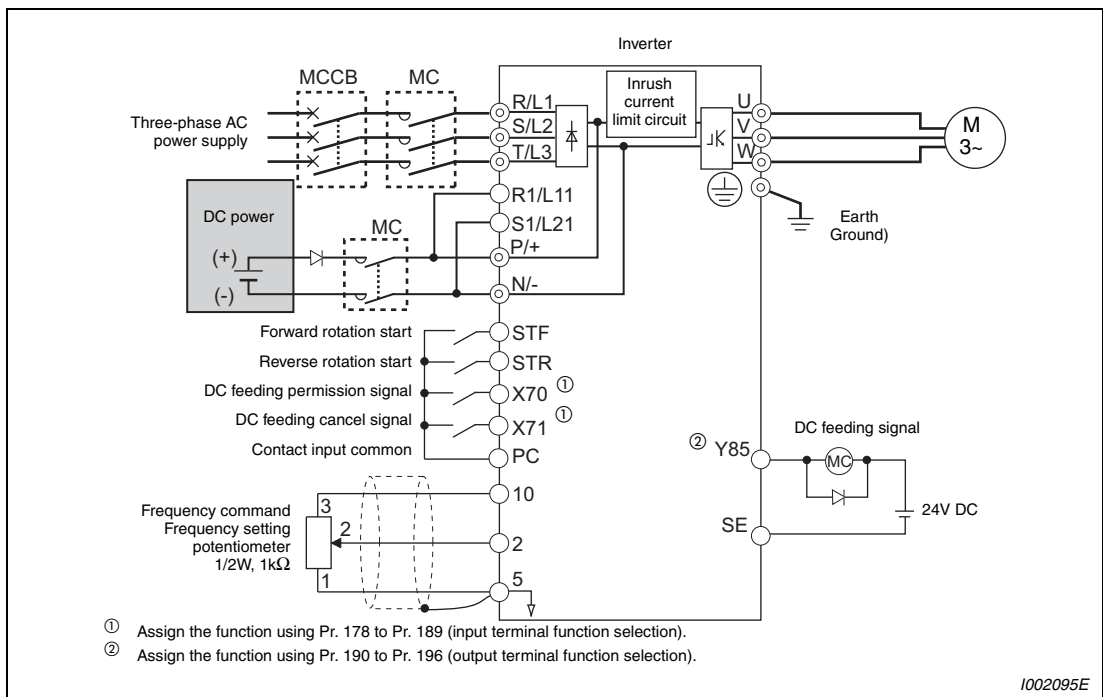 Inverter
MCCB
MC
Inrush
current
limit circuit
Three-phase AC
power supply
R/L1
S/L2
T/L3
U
V
W
M
3~
R1/L11
S1/L21
P/+
N/-
DC power
(+)
(-)
MC
Earth
Ground)
Forward rotation start
STF
Reverse rotation start
STR
DC feeding permission signal
X70 ①
DC feeding cancel signal
X71 ①
Contact input common
PC
② Y85
DC feeding signal
MC
24V DC
SE
Frequency command
Frequency setting
potentiometer
1/2W, 1kΩ
3
2
1
10
2
5
① Assign the function using Pr. 178 to Pr. 189 (input terminal function selection).
② Assign the function using Pr. 190 to Pr. 196 (output terminal function selection).
I002095E